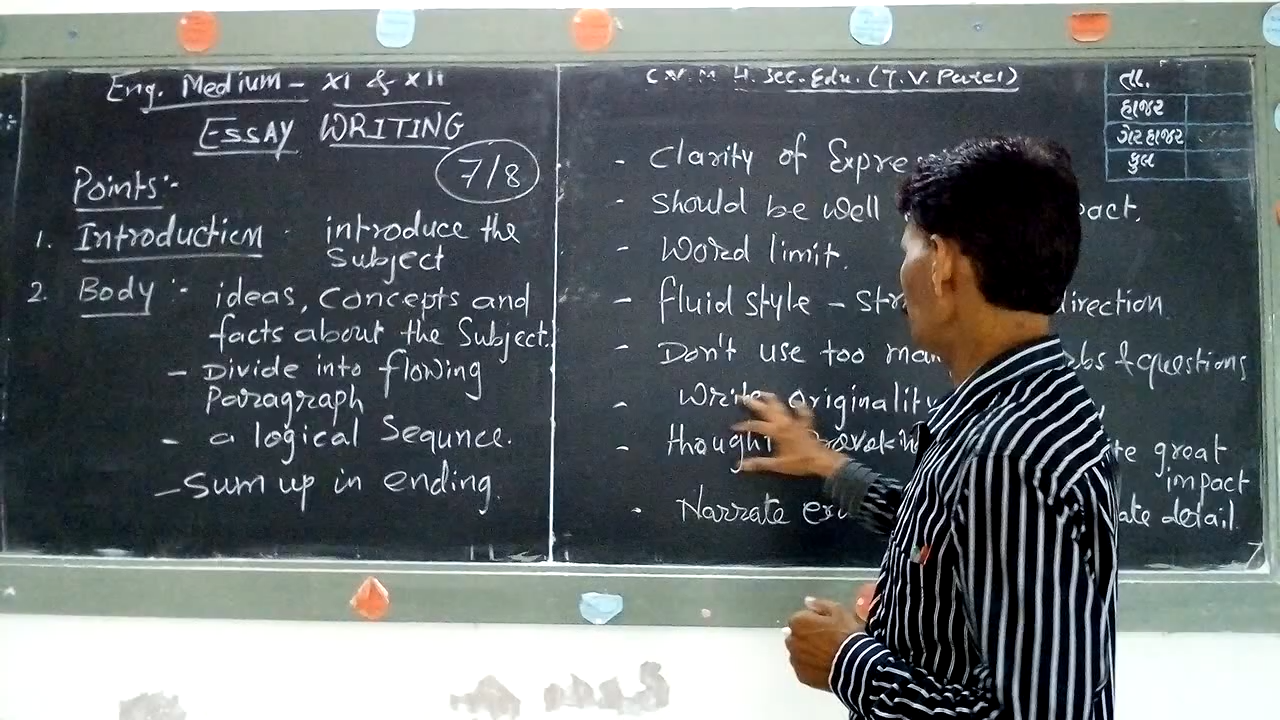 Eng. Medium - XI & XII
ESSAY WRITING
7/8
Points:-
1. Introduction : introduce the
Subject
2. Body :- ideas, concepts and
facts about the Subject.
- Divide into flowing
Paragraph
- a logical Sequnce.
- Sum up in ending.
C.V.M. H. Sec. Edu. (T.V. Patel)
- Clarity of
- Should be well
- Word limit.
- fluid style - direction
- Don't use too & questions
- Write originality
- great
impact
- Narrate detail.
તા.
હાજર
ગેરહાજર
કુલ